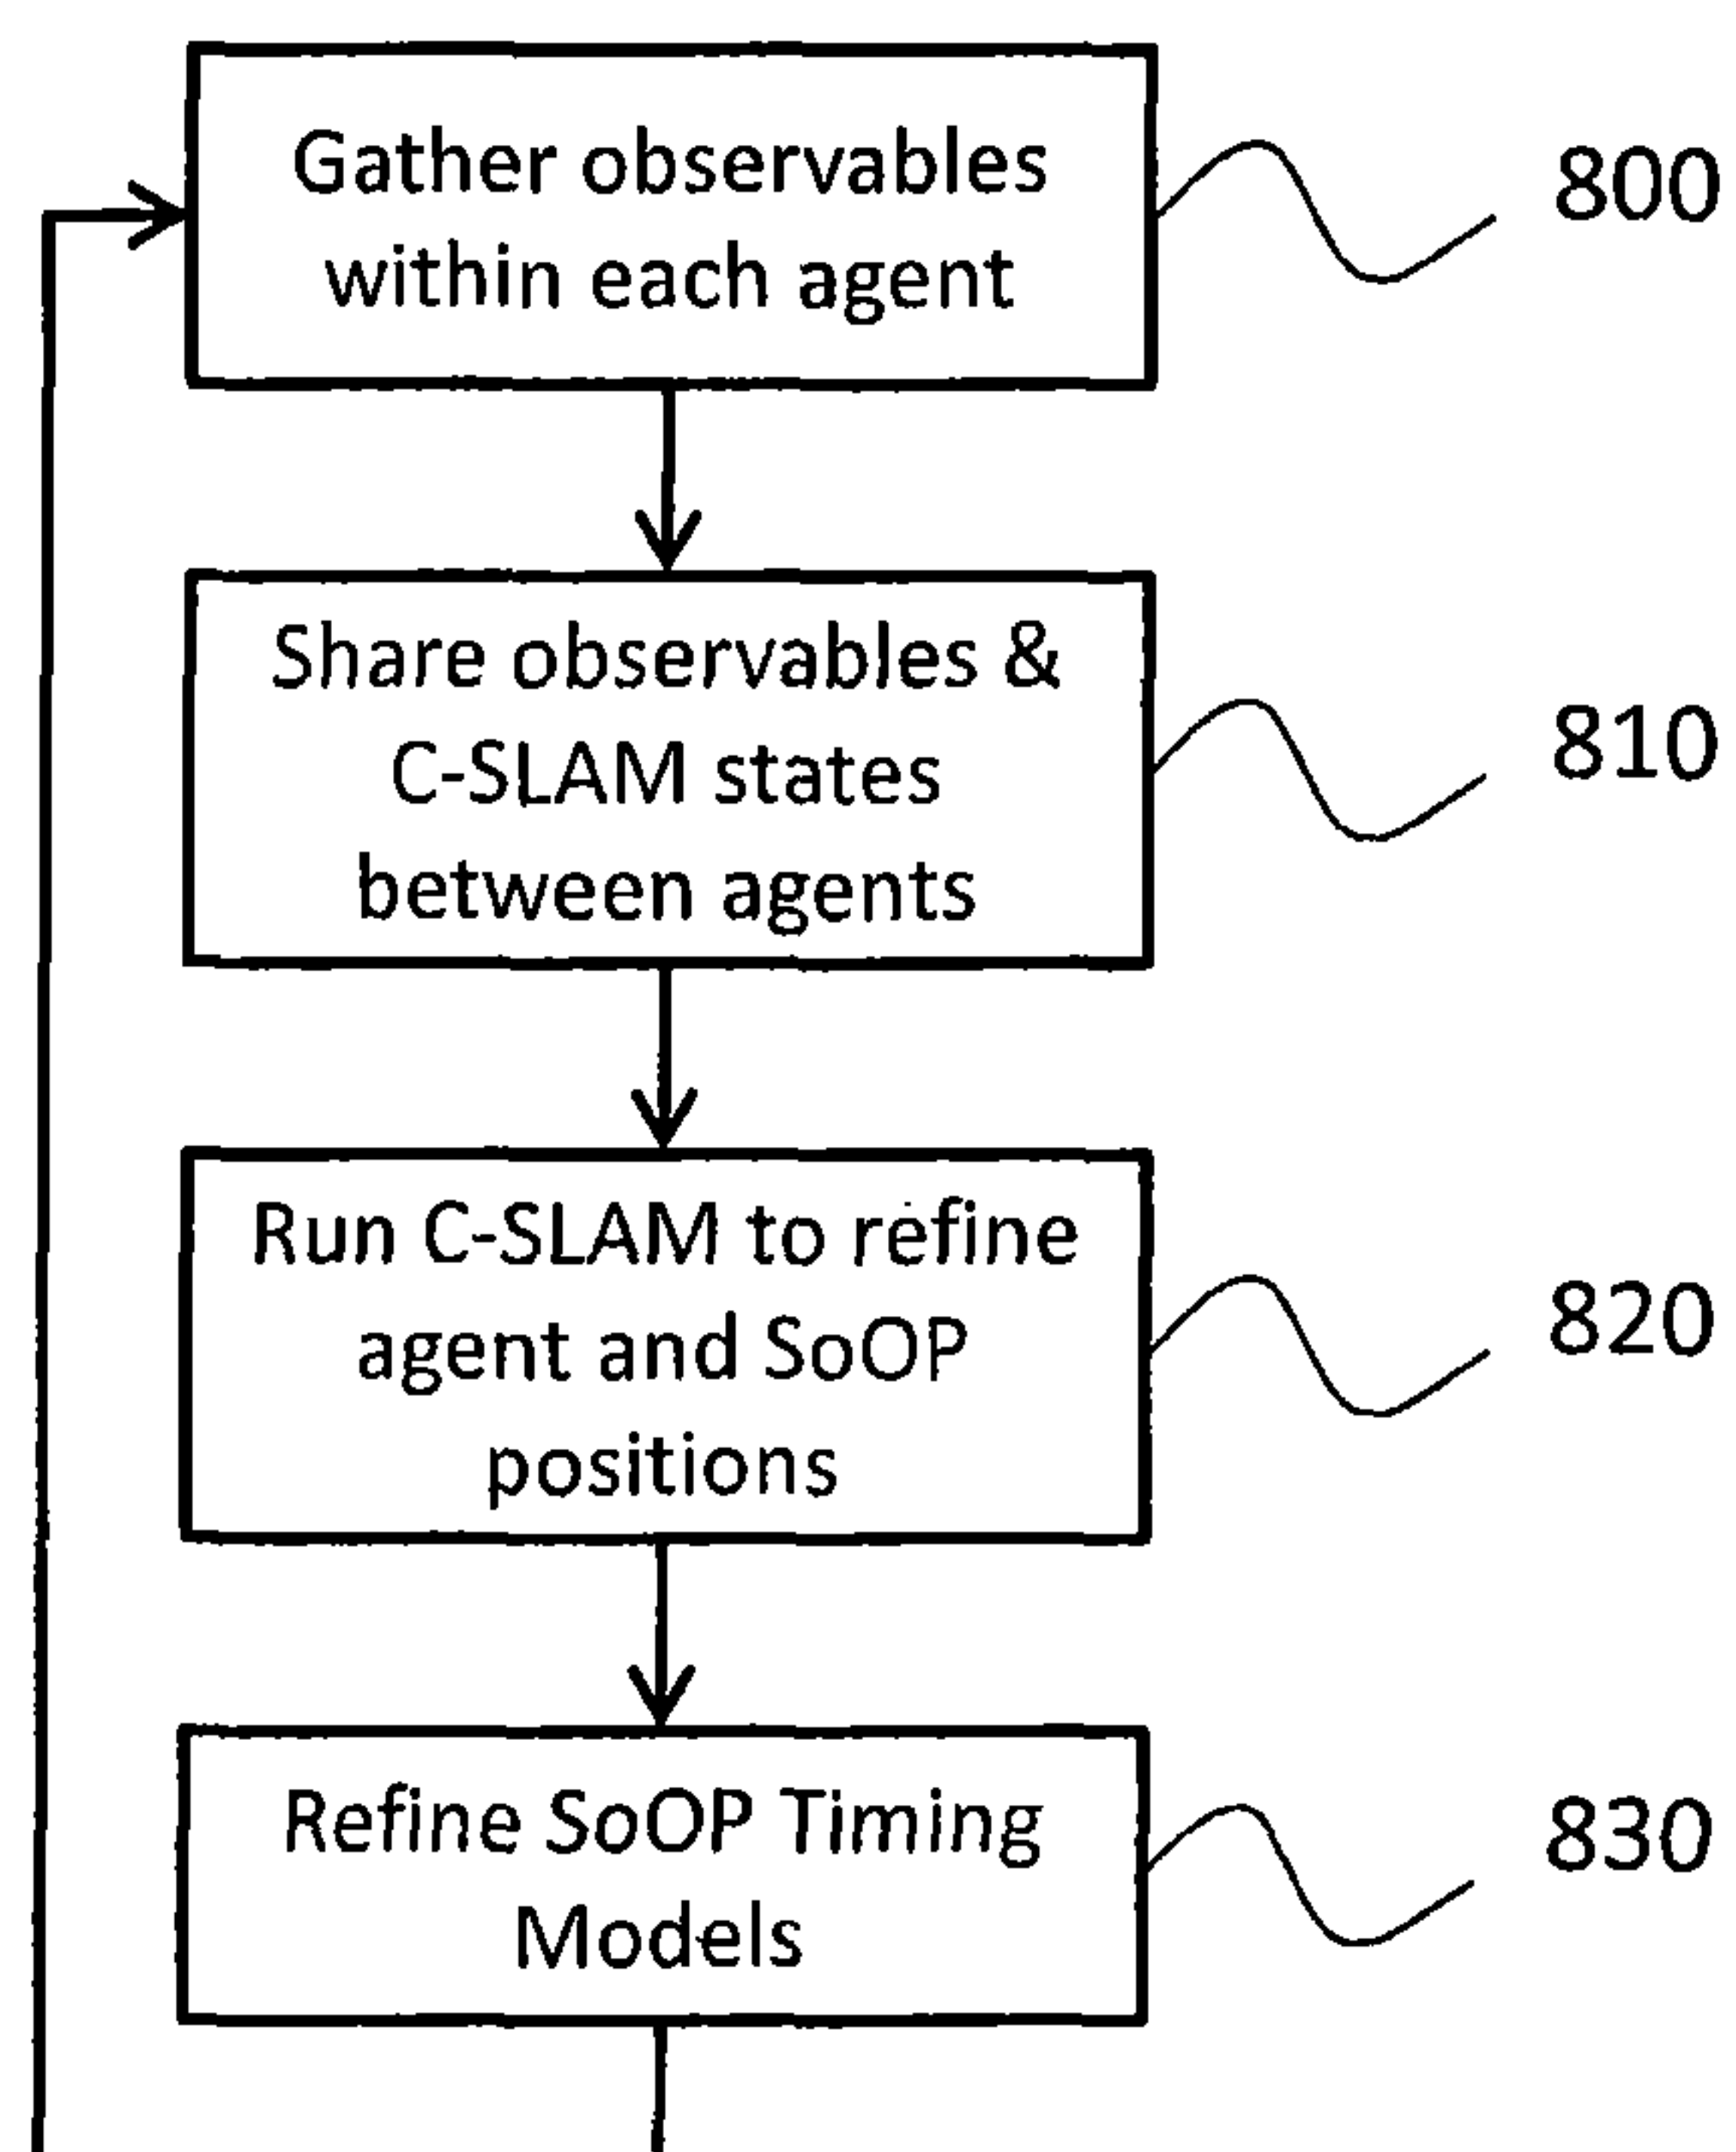 Gather observables
within each agent
800
Share observables &
C-SLAM states
between agents
810
Run C-SLAM to refine
agent and SoOP
positions
820
Refine SoOP Timing
Models
830